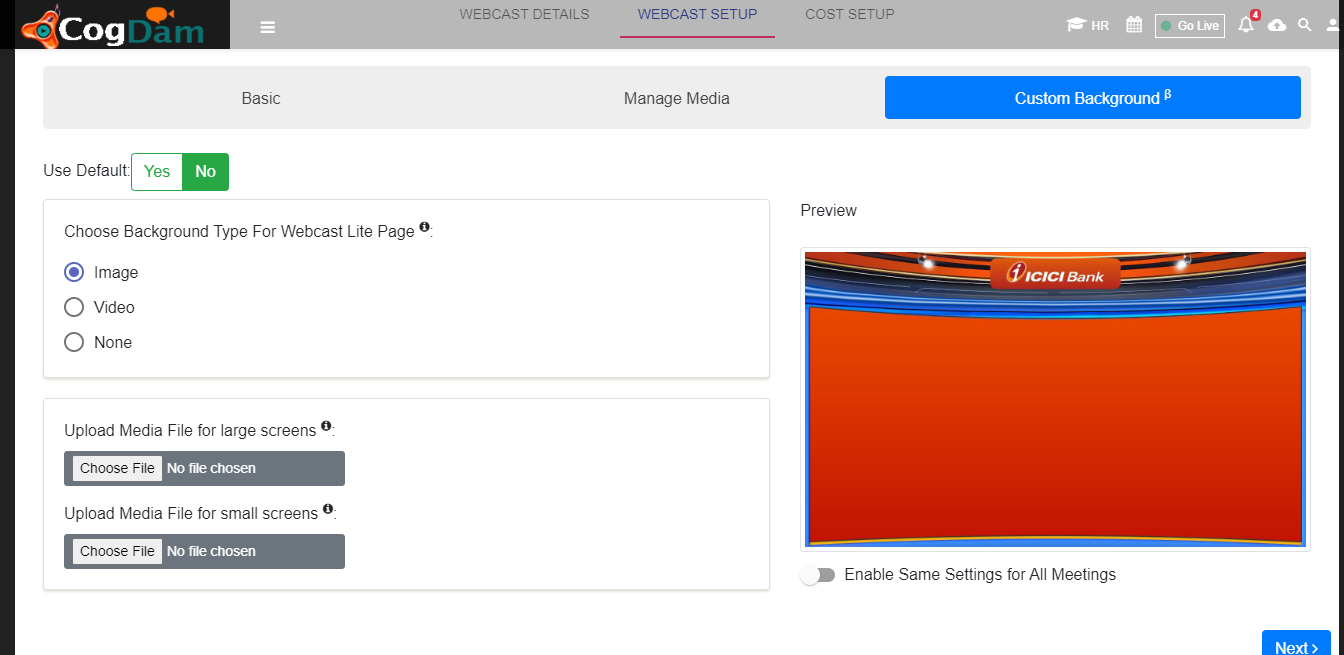 CogDam
WEBCAST DETAILS
WEBCAST SETUP
COST SETUP
HR
Go Live
4
Basic
Manage Media
Custom Background β
Use Default: Yes No
Choose Background Type For Webcast Lite Page :
Image
Video
None
Upload Media File for large screens :
Choose File No file chosen
Upload Media File for small screens :
Choose File No file chosen
Preview
ICICI Bank
Enable Same Settings for All Meetings
Next ›